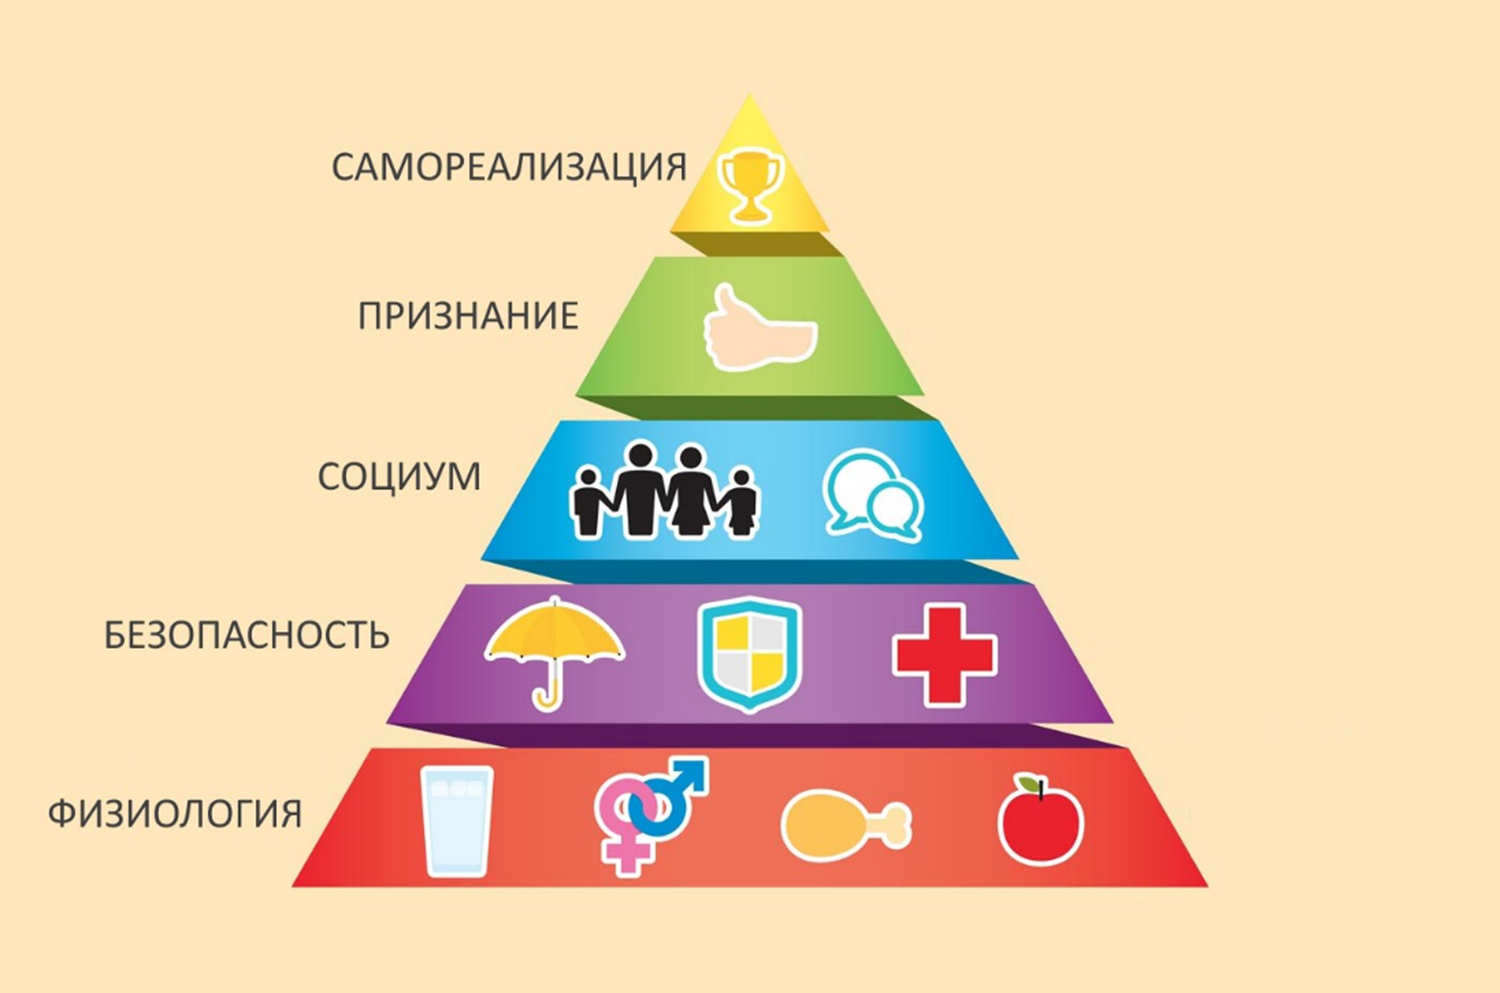 САМОРЕАЛИЗАЦИЯ
ПРИЗНАНИЕ
СОЦИУМ
БЕЗОПАСНОСТЬ
ФИЗИОЛОГИЯ